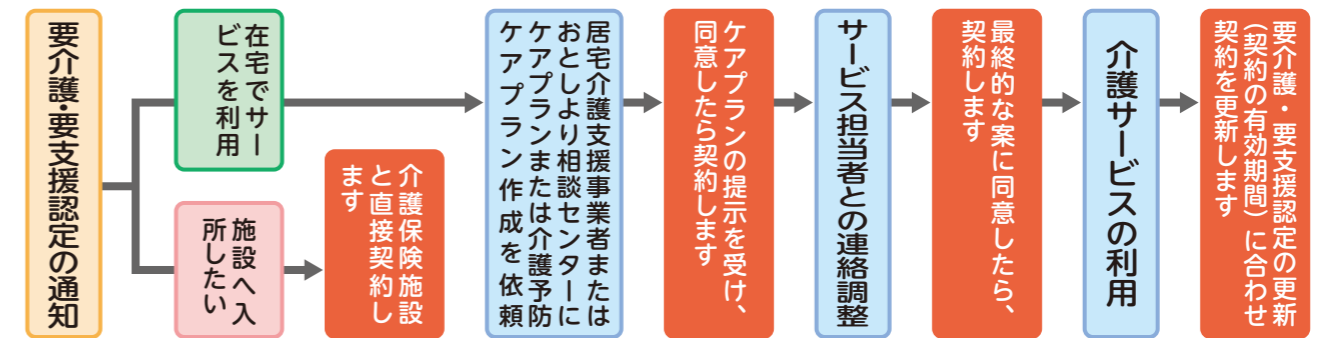 要介護・要支援認定の通知
在宅でサー
ビスを利用
施設へ入
所したい
介護保険施設
と直接契約し
ます
居宅介護支援事業者または
おとしより相談センターに
ケアプランまたは介護予防
ケアプラン作成を依頼
ケアプランの提示を受け、
同意したら契約します
サービス担当者との連絡調整
最終的な案に同意したら、
契約します
介護サービスの利用
要介護・要支援認定の更新
（契約の有効期間）に合わせ
契約を更新します